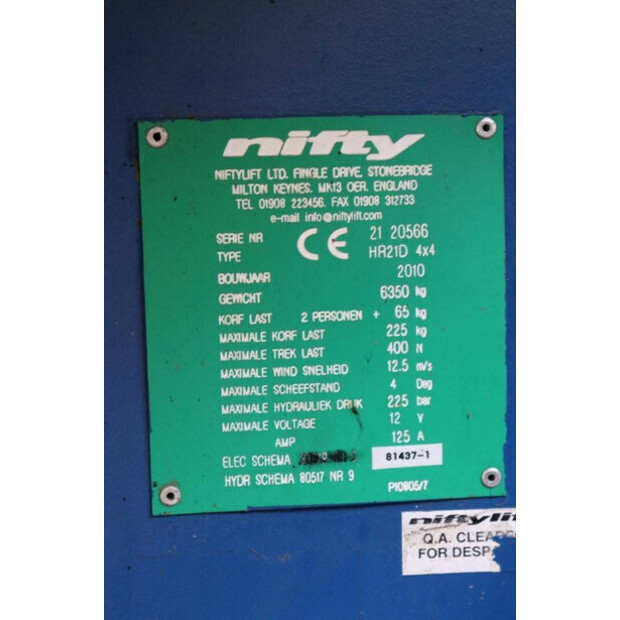 nifty
NIFTYLIFT LTD. FINGLE DRIVE, STONEBRIDGE
MILTON KEYNES. MK13 OER. ENGLAND
TEL 01908 223456. FAX 01908 312733
e-mail info@niftylift.com
SERIE NR CE 21 20566
TYPE HR21D 4x4
BOUWJAAR 2010
GEWICHT 6350 kg
KORF LAST 2 PERSONEN + 65 kg
MAXIMALE KORF LAST 225 kg
MAXIMALE TREK LAST 400 N
MAXIMALE WIND SNELHEID 12.5 m/s
MAXIMALE SCHEEFSTAND 4 Deg
MAXIMALE HYDRAULIEK DRUK 225 bar
MAXIMALE VOLTAGE 12 V
AMP 125 A
ELEC SCHEMA 81437-1
HYDR SCHEMA 80517 NR 9 P10805/7
niftylif
Q.A. CLEAR
FOR DESPA